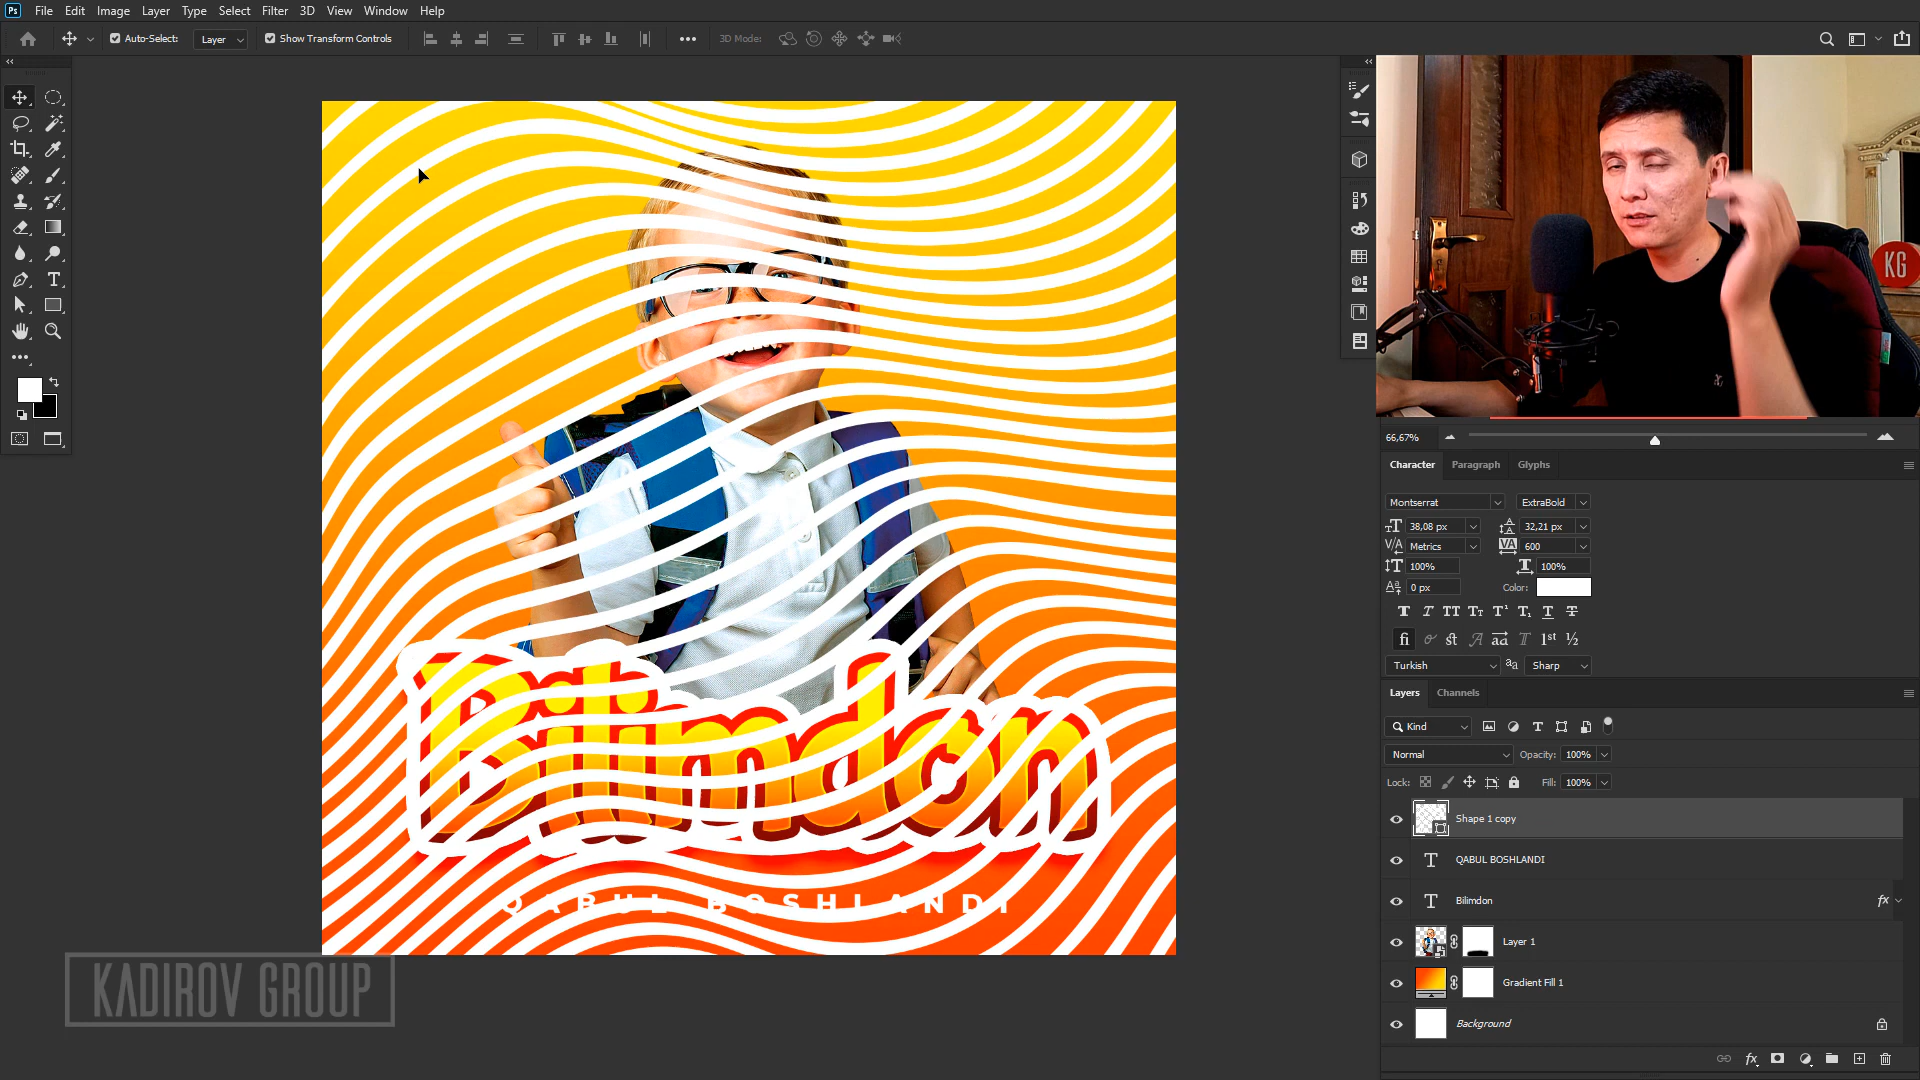 Ps File Edit Image Layer Type Select Filter 3D View Window Help
Auto-Select: Layer Show Transform Controls 3D Mode:
KG
66,67%
Character Paragraph Glyphs
Montserrat ExtraBold
38,08 px 32,21 px
Metrics 600
100% 100%
0 px Color:
Turkish Sharp
Layers Channels
Kind
Normal Opacity: 100%
Lock: Fill: 100%
Shape 1 copy
QABUL BOSHLANDI
Bilimdon fx
Layer 1
Gradient Fill 1
Background
Bilimdon
QABUL BOSHLANDI
KADIROV GROUP